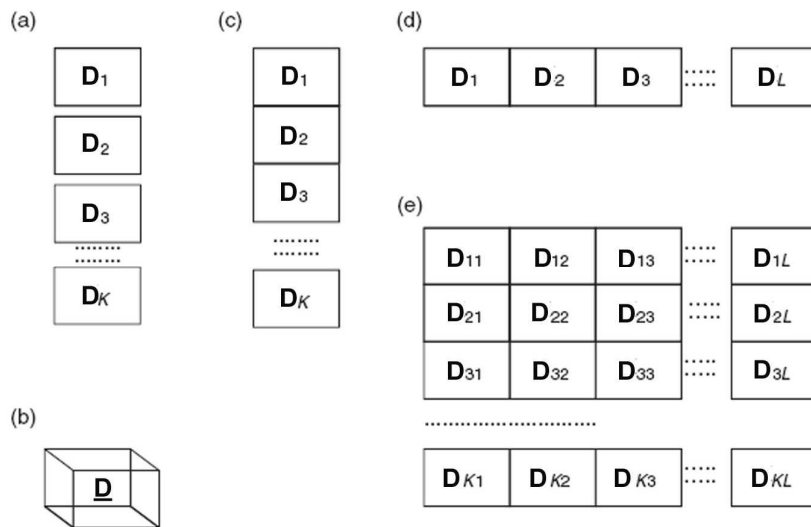 (a)
D1
D2
D3
........
........
DK
(b)
D
(c)
D1
D2
D3
........
........
DK
(d)
D1 D2 D3 ..... ..... DL
(e)
D11 D12 D13 ..... ..... D1L
D21 D22 D23 ..... ..... D2L
D31 D32 D33 ..... ..... D3L
............................
DK1 DK2 DK3 ..... ..... DKL